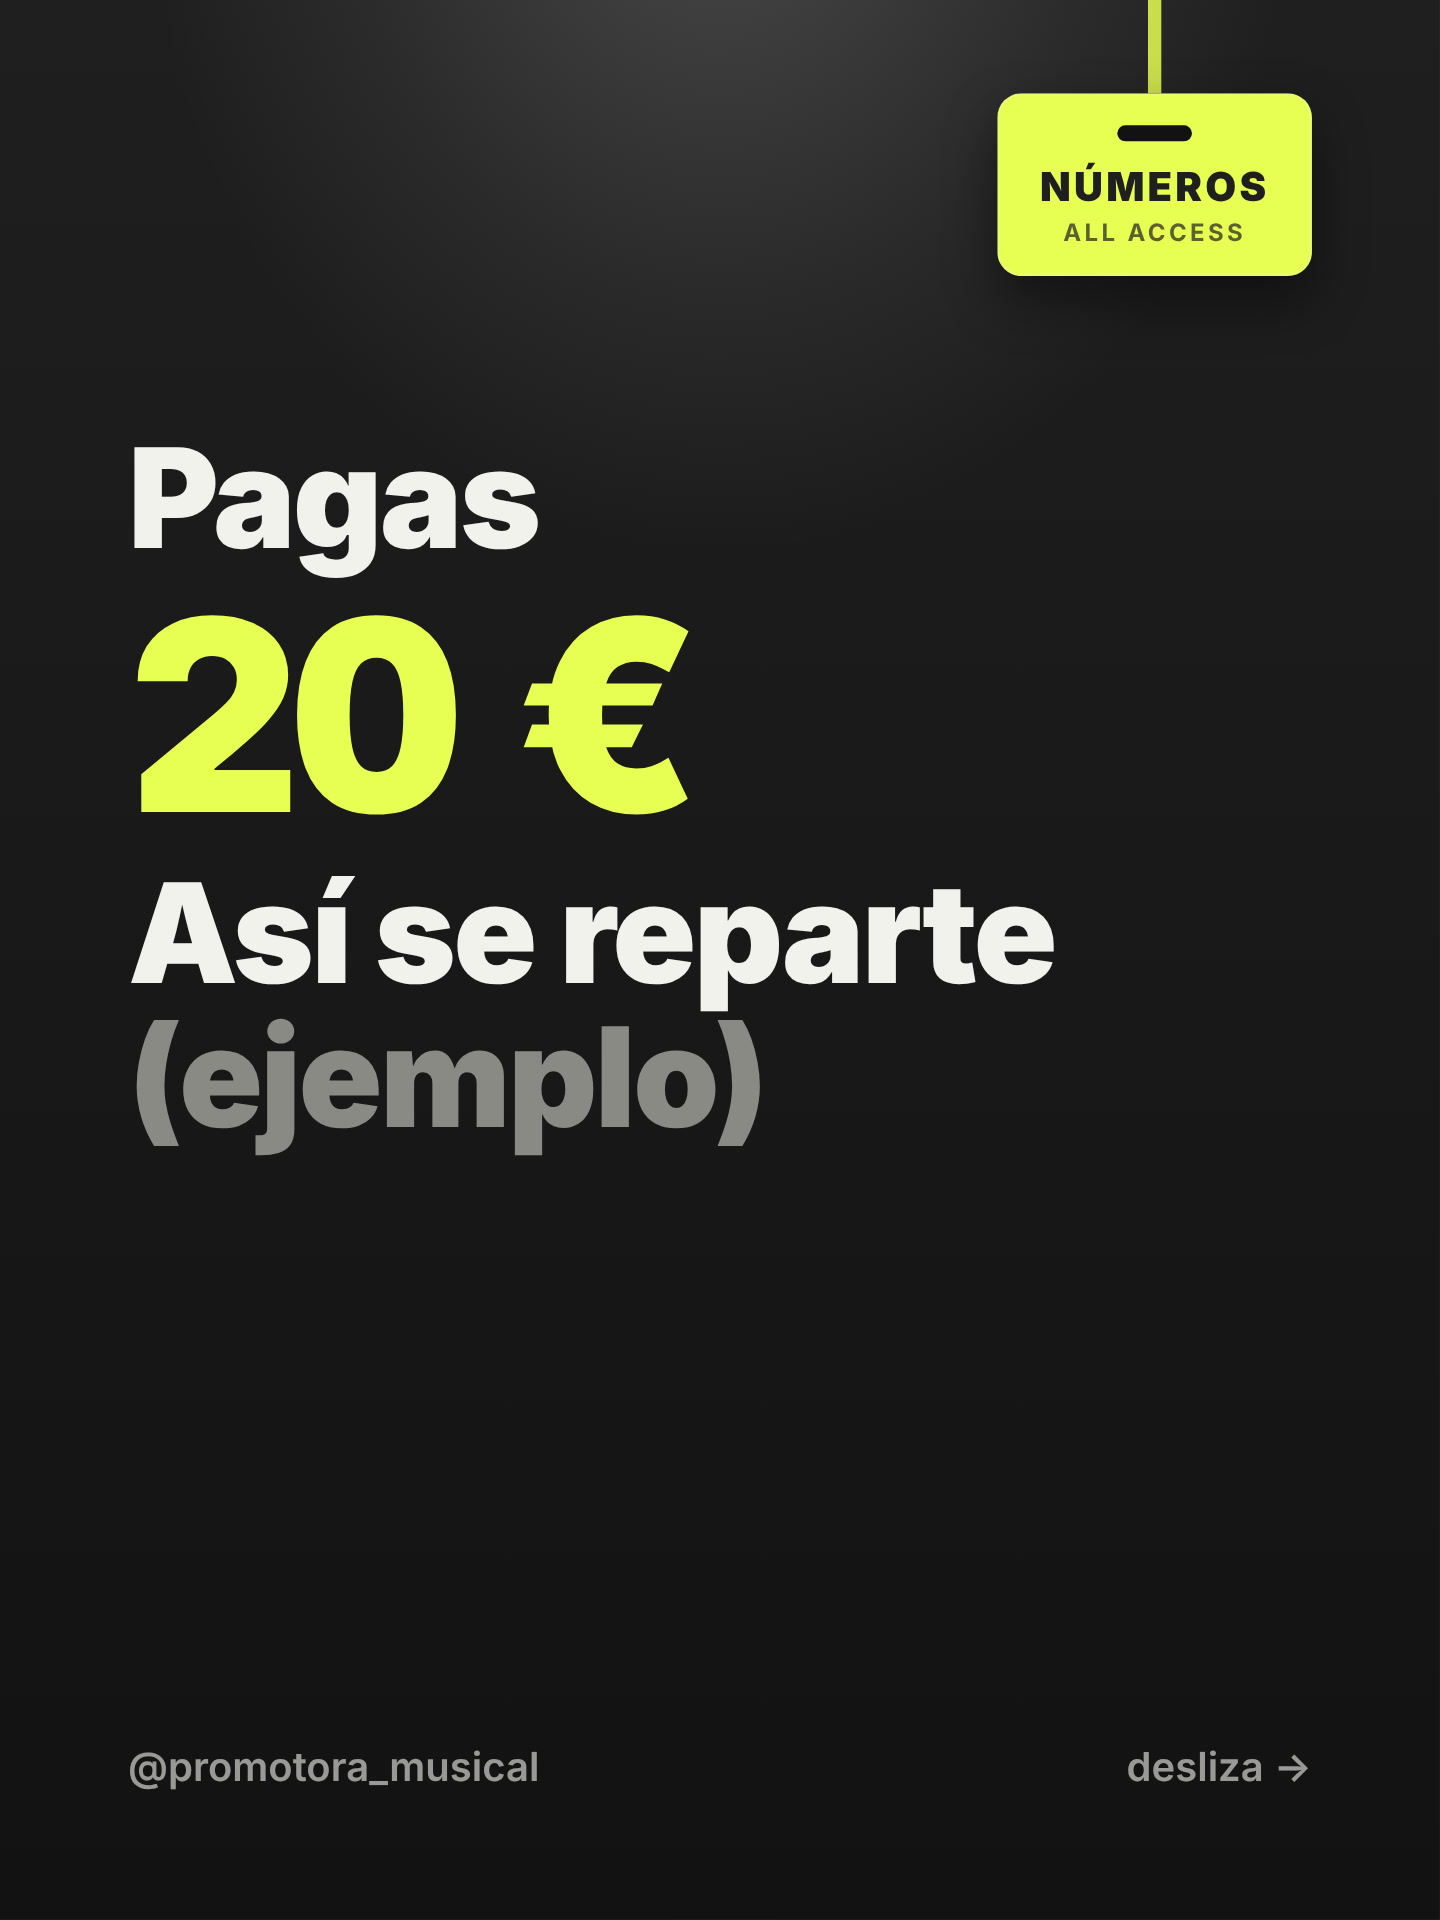 NÚMEROS
ALL ACCESS
Pagas
20 €
Así se reparte
(ejemplo)
@promotora_musical
desliza →